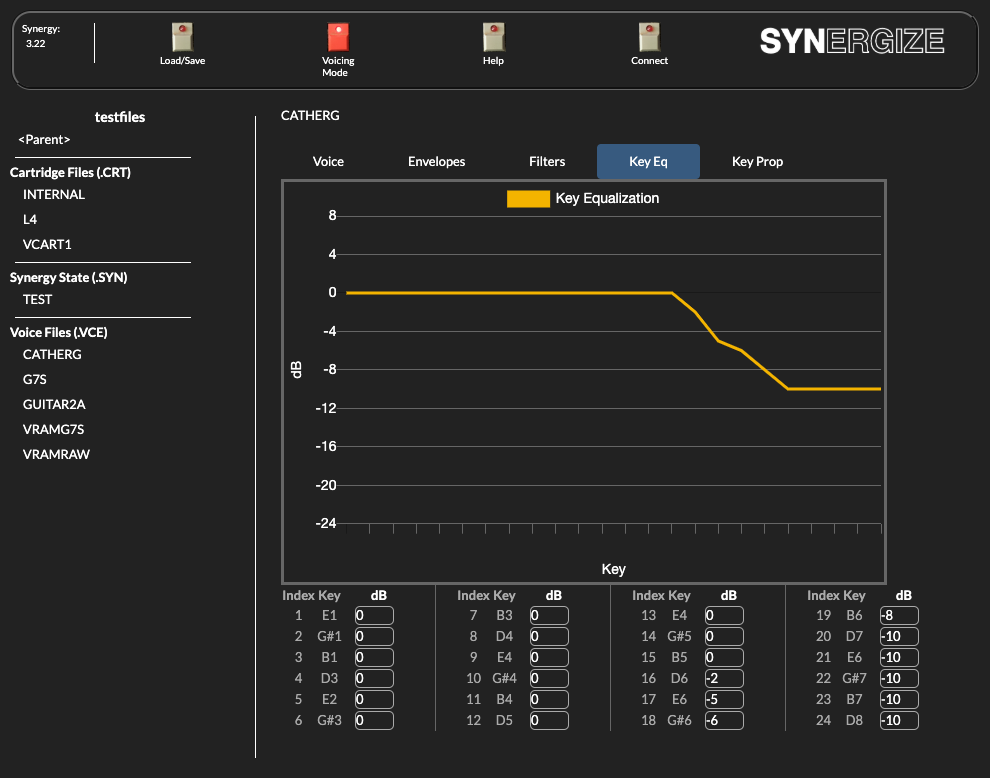 Synergy:
3.22
Load/Save
Voicing
Mode
Help
Connect
SYNERGIZE
testfiles
<Parent>
Cartridge Files (.CRT)
INTERNAL
L4
VCART1
Synergy State (.SYN)
TEST
Voice Files (.VCE)
CATHERG
G7S
GUITAR2A
VRAMG7S
VRAMRAW
CATHERG
Voice Envelopes Filters Key Eq Key Prop
Key Equalization
8
4
0
-4
-8
-12
-16
-20
-24
dB
Key
Index Key dB
1 E1 0
2 G#1 0
3 B1 0
4 D3 0
5 E2 0
6 G#3 0
Index Key dB
7 B3 0
8 D4 0
9 E4 0
10 G#4 0
11 B4 0
12 D5 0
Index Key dB
13 E4 0
14 G#5 0
15 B5 0
16 D6 -2
17 E6 -5
18 G#6 -6
Index Key dB
19 B6 -8
20 D7 -10
21 E6 -10
22 G#7 -10
23 B7 -10
24 D8 -10